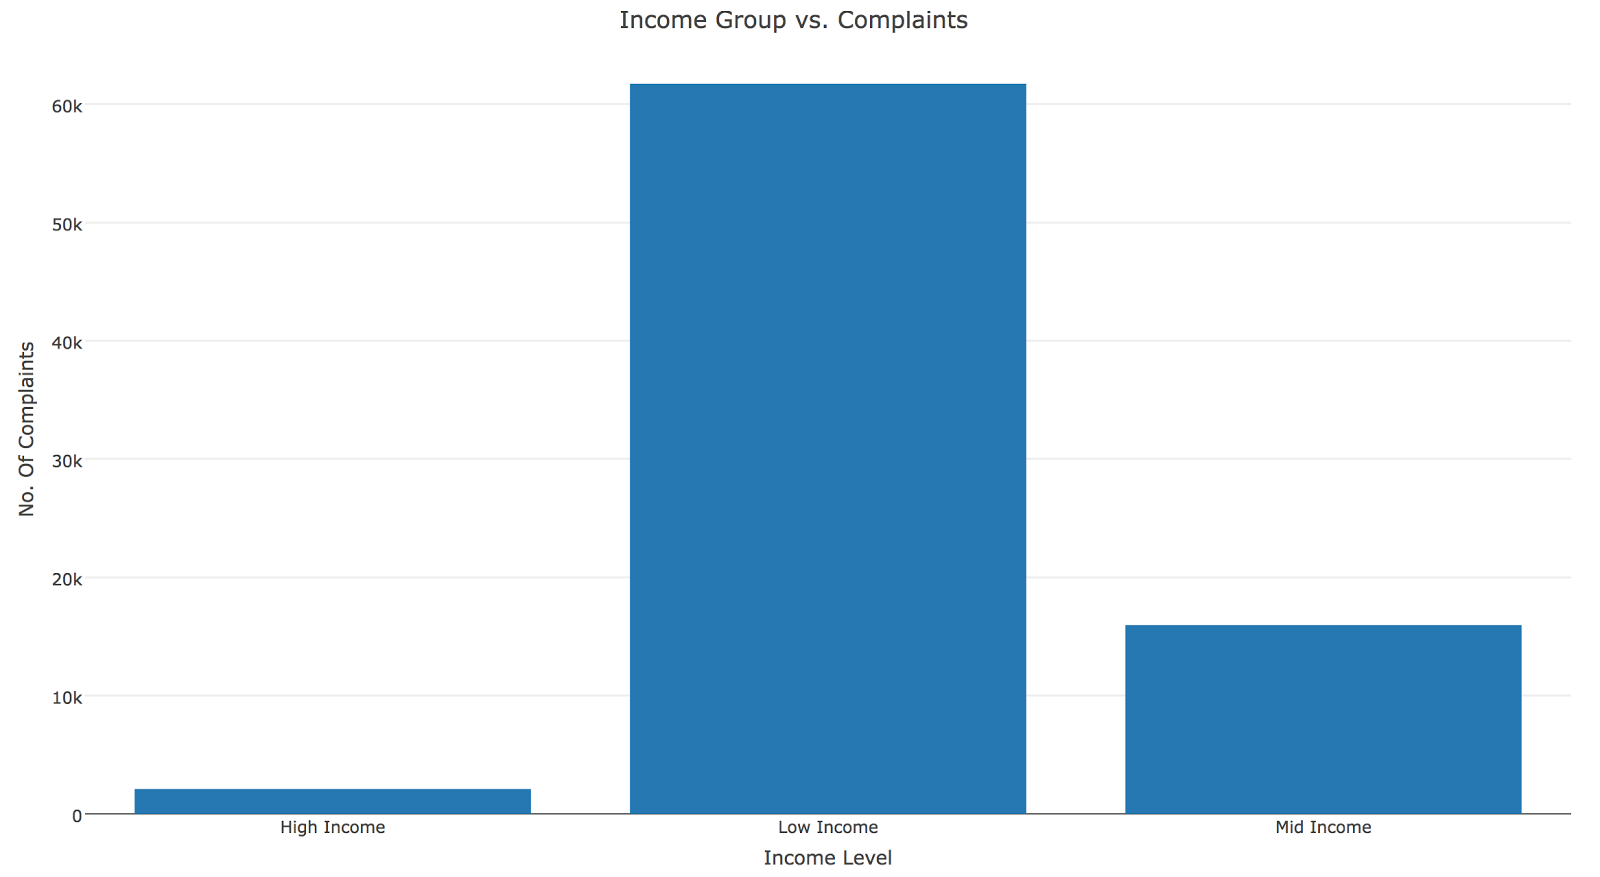 Income Group vs. Complaints
60k
50k
40k
30k
20k
10k
0
No. Of Complaints
High Income
Low Income
Mid Income
Income Level